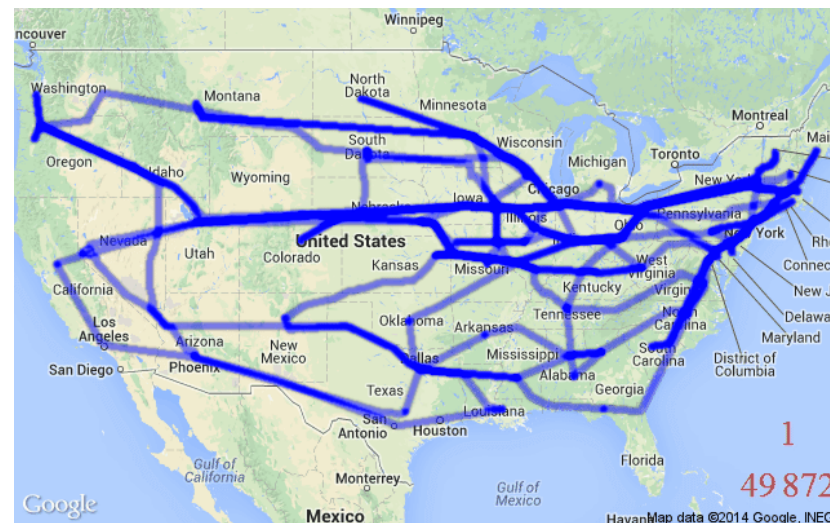 Winnipeg
ncouver
Washington
North
Dakota
Montana
Minnesota
Montreal
Mai
Oregon
South
Dakota
Wisconsin
Toronto
Michigan
Idaho
Wyoming
New York
Nebraska
Iowa
Chicago
Illinois
Ohio
Pennsylvania
Nevada
Utah
United States
Colorado
New York
Rh
Kansas
Missouri
West
Virginia
Connec
California
Kentucky
Virginia
New J
Los
Angeles
Arizona
New
Mexico
Oklahoma
Arkansas
Tennessee
North
Carolina
Delawa
Maryland
San Diego
Phoenix
Dallas
Mississippi
South
Carolina
District of
Columbia
Texas
Alabama
Georgia
San
Antonio
Houston
Louisiana
1
Gulf of
California
Monterrey
Gulf of
Mexico
Florida
49 872
Google
Mexico
Havana
Map data ©2014 Google, INEG